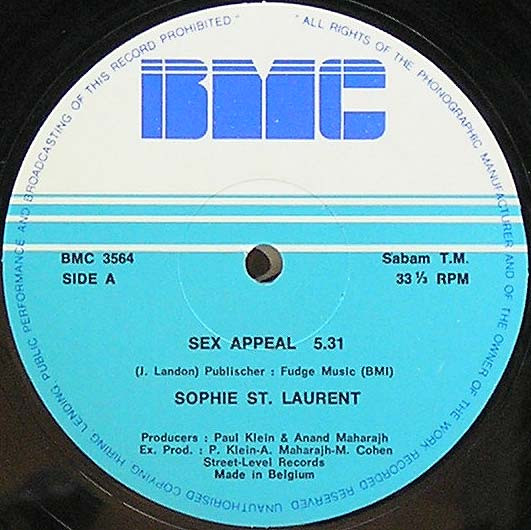 "ALL RIGHTS OF THE PHONOGRAPHIC MANUFACTURER AND OF THE OWNER OF THE WORK RECORDED RESERVED UNAUTHORISED COPYING HIRING LENDING PUBLIC PERFORMANCE AND BROADCASTING OF THIS RECORD PROHIBITED"
BMC
BMC 3564 Sabam T.M.
SIDE A 33 ⅓ RPM
SEX APPEAL 5.31
(J. Landon) Publischer : Fudge Music (BMI)
SOPHIE ST. LAURENT
Producers : Paul Klein & Anand Maharajh
Ex. Prod. : P. Klein-A. Maharajh-M. Cohen
Street-Level Records
Made in Belgium